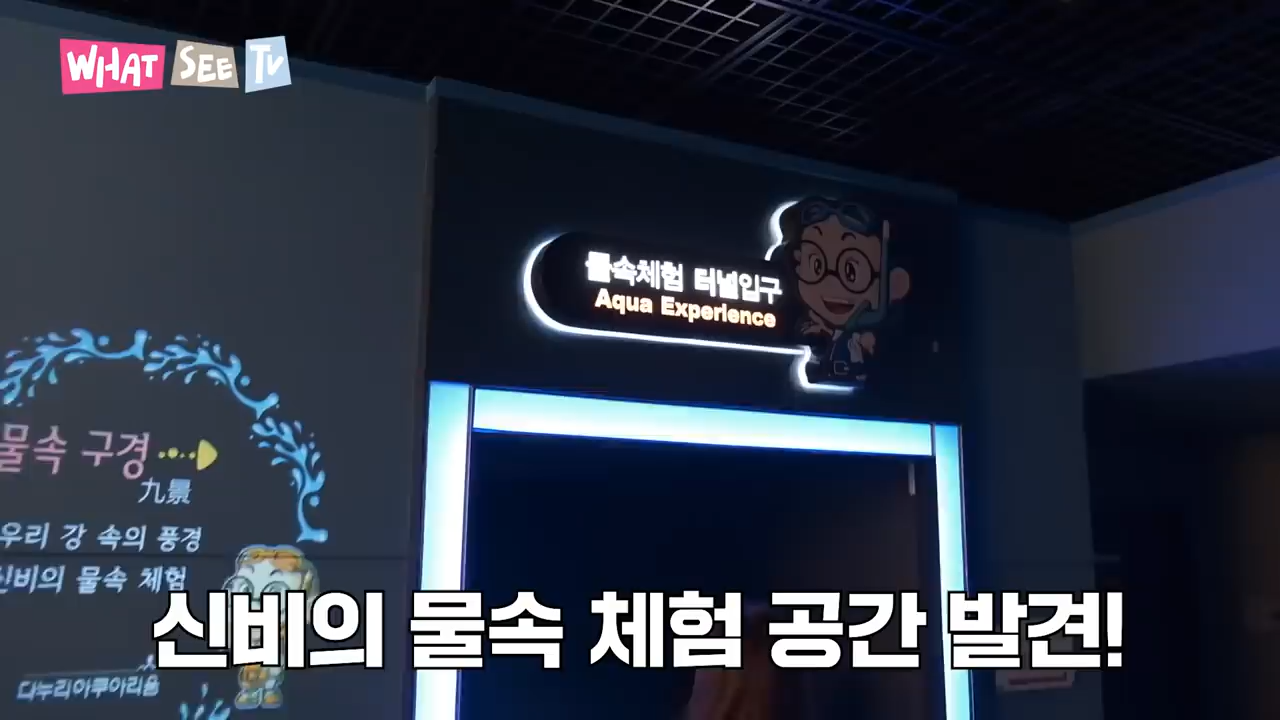 WHAT SEE TV
물속체험 터널입구
Aqua Experience
물속 구경
九景
우리 강 속의 풍경
신비의 물속 체험
다누리아쿠아리움
신비의 물속 체험 공간 발견!